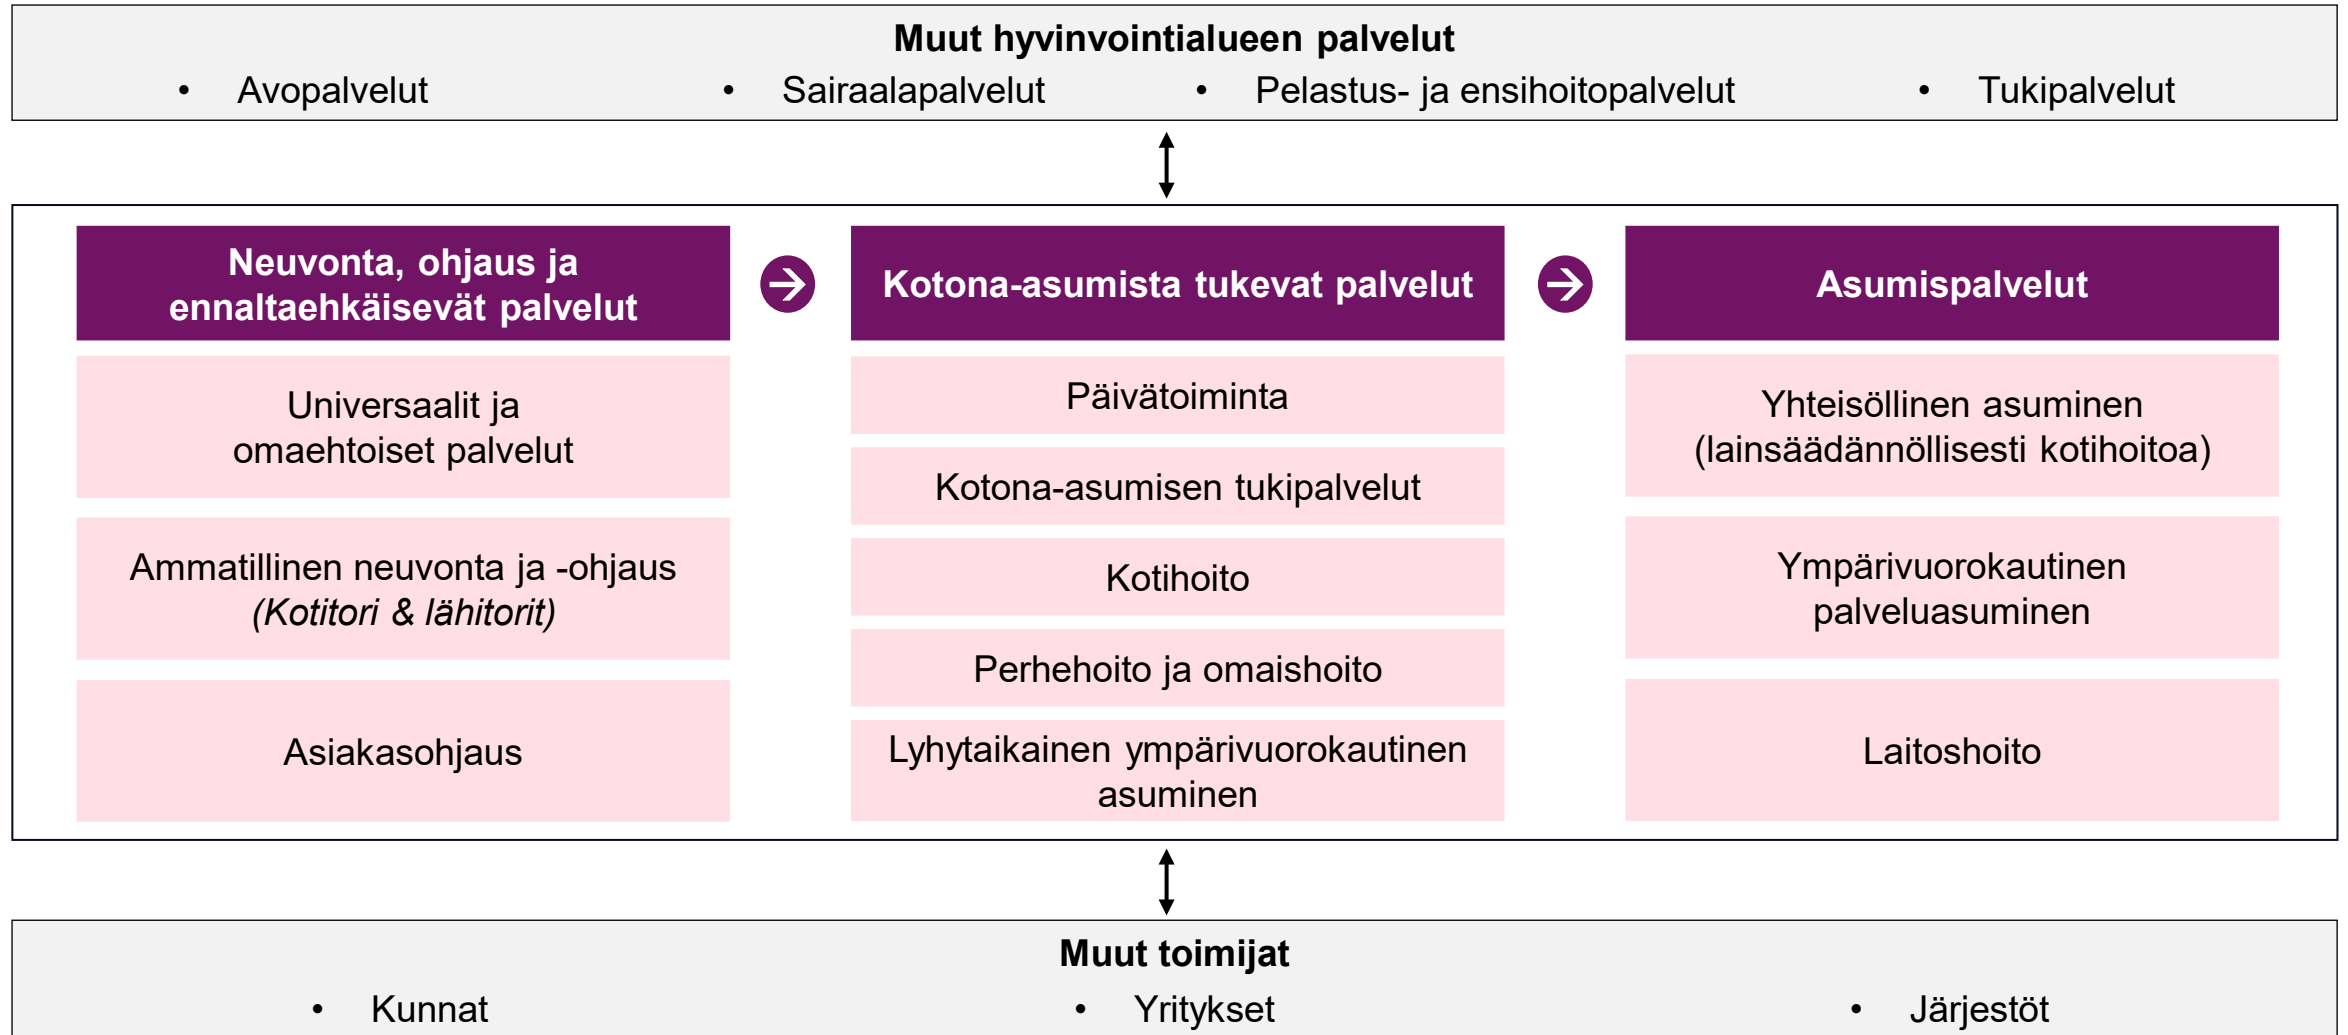 Muut hyvinvointialueen palvelut
• Avopalvelut • Sairaalapalvelut • Pelastus- ja ensihoitopalvelut • Tukipalvelut
Neuvonta, ohjaus ja
ennaltaehkäisevät palvelut
Universaalit ja
omaehtoiset palvelut
Ammatillinen neuvonta ja -ohjaus
(Kotitori & lähitorit)
Asiakasohjaus
Kotona-asumista tukevat palvelut
Päivätoiminta
Kotona-asumisen tukipalvelut
Kotihoito
Perhehoito ja omaishoito
Lyhytaikainen ympärivuorokautinen
asuminen
Asumispalvelut
Yhteisöllinen asuminen
(lainsäädännöllisesti kotihoitoa)
Ympärivuorokautinen
palveluasuminen
Laitoshoito
Muut toimijat
• Kunnat • Yritykset • Järjestöt